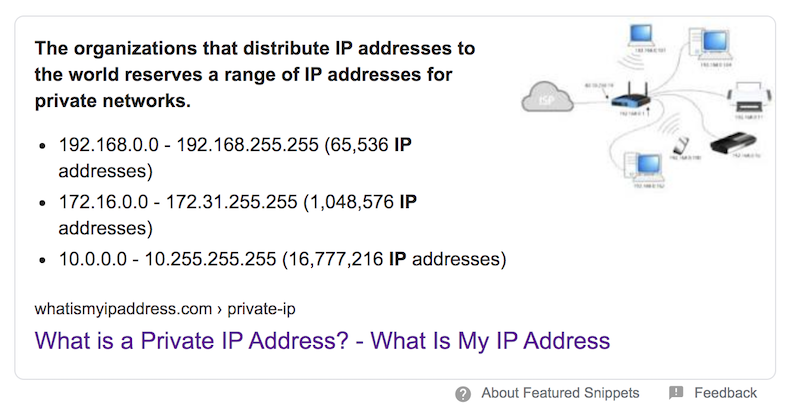 The organizations that distribute IP addresses to
the world reserves a range of IP addresses for
private networks.
192.168.0.0 - 192.168.255.255 (65,536 IP
addresses)
172.16.0.0 - 172.31.255.255 (1,048,576 IP
addresses)
10.0.0.0 - 10.255.255.255 (16,777,216 IP addresses)
ISP
whatismyipaddress.com › private-ip
What is a Private IP Address? - What Is My IP Address
About Featured Snippets
Feedback